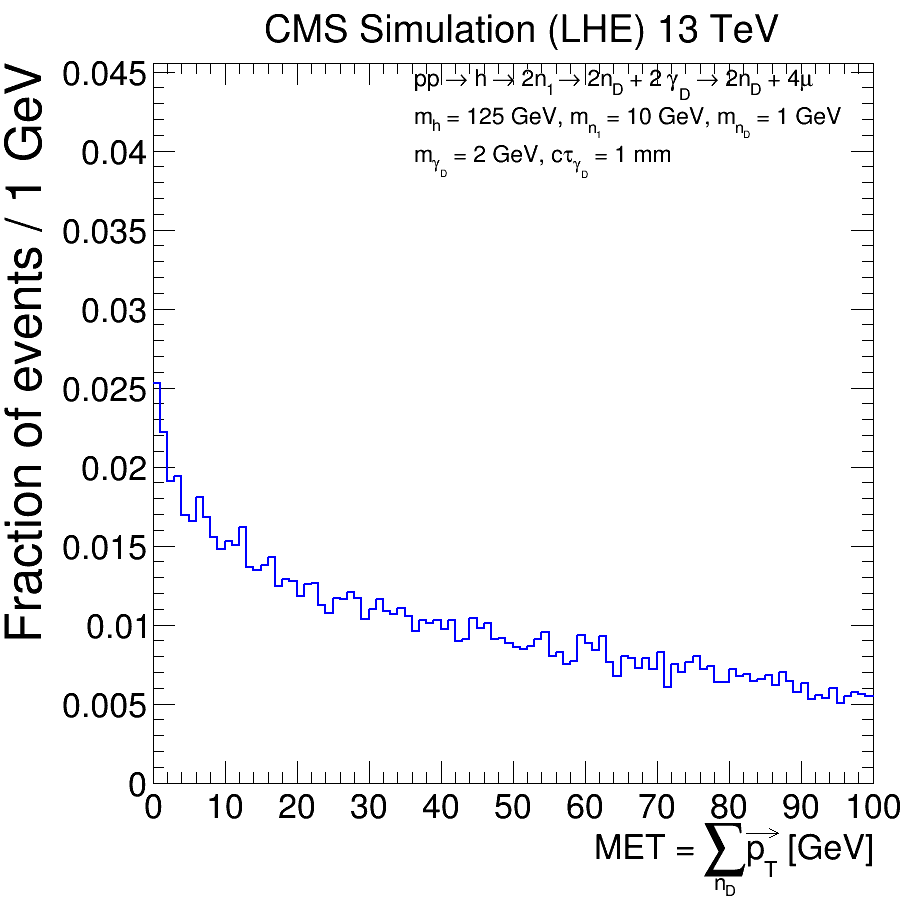 CMS Simulation (LHE) 13 TeV
pp → h → 2n₁ → 2n_D + 2 γ_D → 2n_D + 4μ
m_h = 125 GeV, m_n₁ = 10 GeV, m_n_D = 1 GeV
m_γ_D = 2 GeV, cτ_γ_D = 1 mm
Fraction of events / 1 GeV
0.045
0.04
0.035
0.03
0.025
0.02
0.015
0.01
0.005
0
0 10 20 30 40 50 60 70 80 90 100
MET = ∑_n_D p⃗_T [GeV]